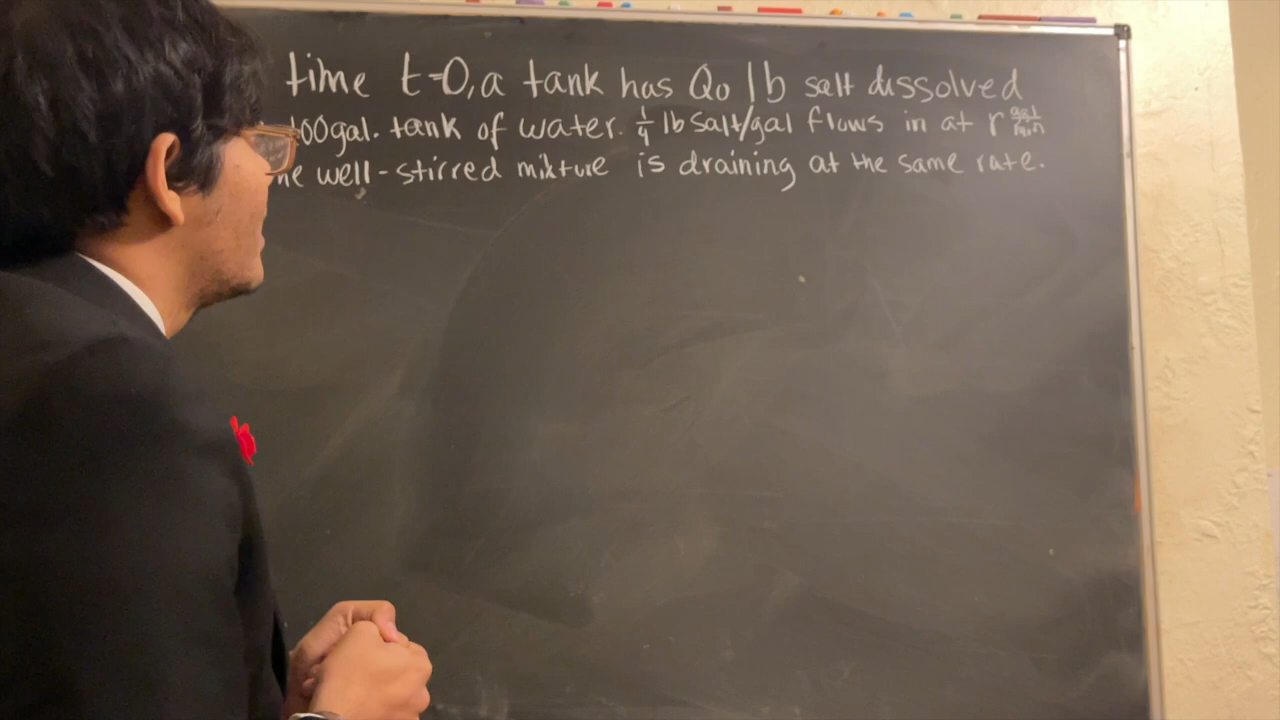 time t=0, a tank has Q₀ lb salt dissolved
100gal. tank of water. 1/4 lb salt/gal flows in at r gal/min
he well-stirred mixture is draining at the same rate.